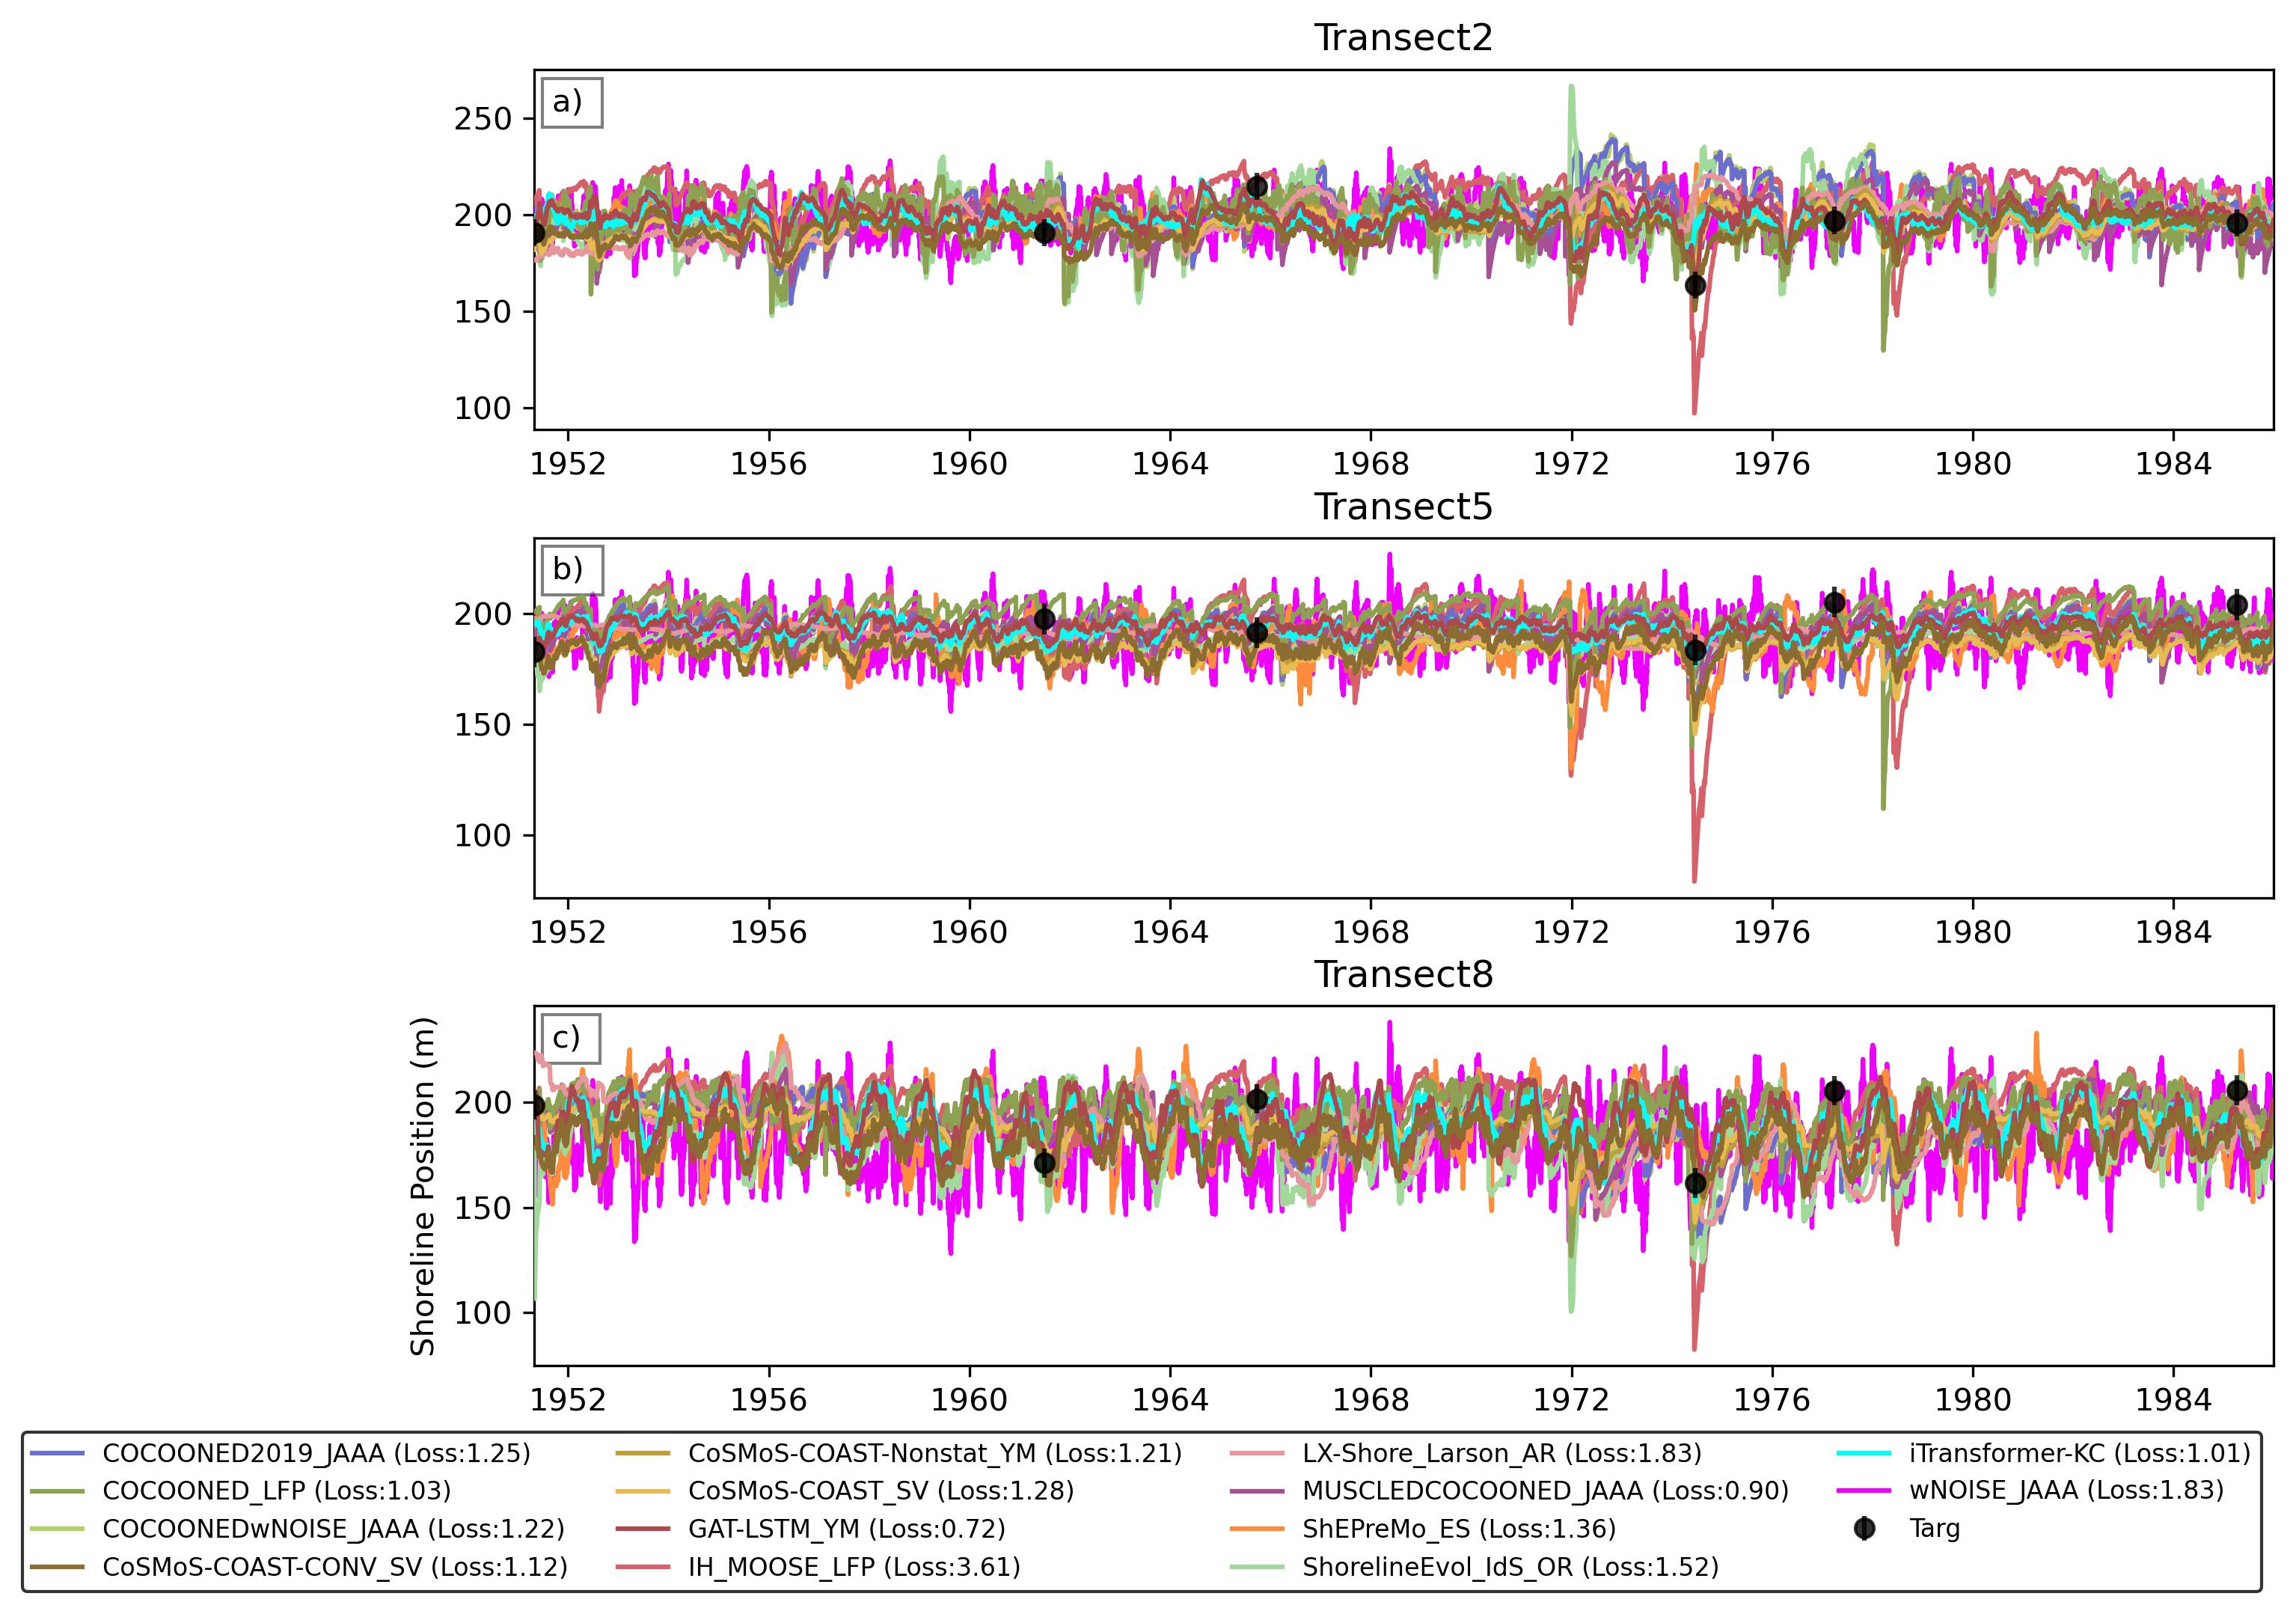 Transect2
a)
250
200
150
100
1952 1956 1960 1964 1968 1972 1976 1980 1984
Transect5
b)
200
150
100
1952 1956 1960 1964 1968 1972 1976 1980 1984
Transect8
c)
Shoreline Position (m)
200
150
100
1952 1956 1960 1964 1968 1972 1976 1980 1984
COCOONED2019_JAAA (Loss:1.25)
COCOONED_LFP (Loss:1.03)
COCOONEDwNOISE_JAAA (Loss:1.22)
CoSMoS-COAST-CONV_SV (Loss:1.12)
CoSMoS-COAST-Nonstat_YM (Loss:1.21)
CoSMoS-COAST_SV (Loss:1.28)
GAT-LSTM_YM (Loss:0.72)
IH_MOOSE_LFP (Loss:3.61)
LX-Shore_Larson_AR (Loss:1.83)
MUSCLEDCOCOONED_JAAA (Loss:0.90)
ShEPreMo_ES (Loss:1.36)
ShorelineEvol_IdS_OR (Loss:1.52)
iTransformer-KC (Loss:1.01)
wNOISE_JAAA (Loss:1.83)
Targ